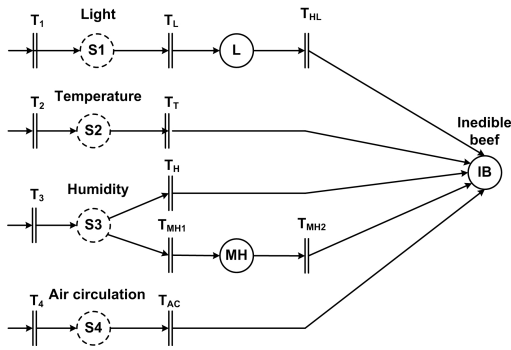 Light
T1
TL
THL
S1
L
Temperature
T2
TT
S2
Inedible
beef
IB
Humidity
TH
T3
S3
TMH1
TMH2
MH
Air circulation
T4
TAC
S4